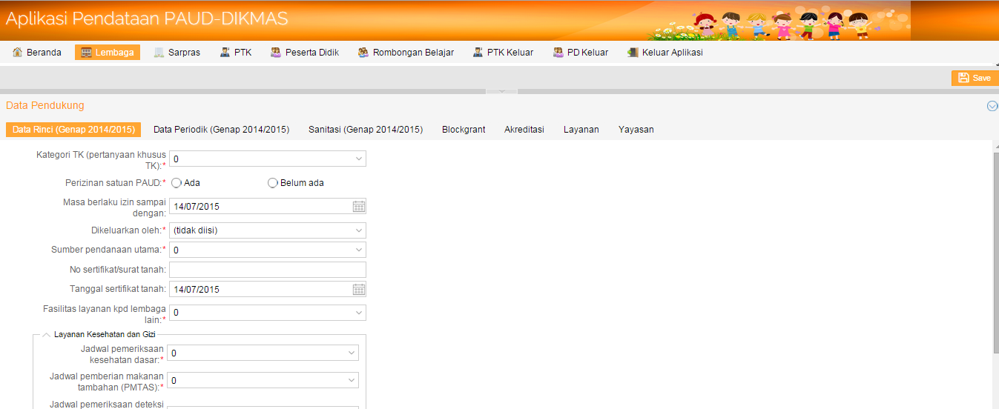 Aplikasi Pendataan PAUD-DIKMAS
Beranda Lembaga Sarpras PTK Peserta Didik Rombongan Belajar PTK Keluar PD Keluar Keluar Aplikasi
Save
Data Pendukung
Data Rinci (Genap 2014/2015) Data Periodik (Genap 2014/2015) Sanitasi (Genap 2014/2015) Blockgrant Akreditasi Layanan Yayasan
Kategori TK (pertanyaan khusus
TK):* 0
Perizinan satuan PAUD:* Ada Belum ada
Masa berlaku izin sampai
dengan: 14/07/2015
Dikeluarkan oleh:* (tidak diisi)
Sumber pendanaan utama:* 0
No sertifikat/surat tanah:
Tanggal sertifikat tanah: 14/07/2015
Fasilitas layanan kpd lembaga
lain:* 0
Layanan Kesehatan dan Gizi
Jadwal pemeriksaan
kesehatan dasar:* 0
Jadwal pemberian makanan
tambahan (PMTAS):* 0
Jadwal pemeriksaan deteksi